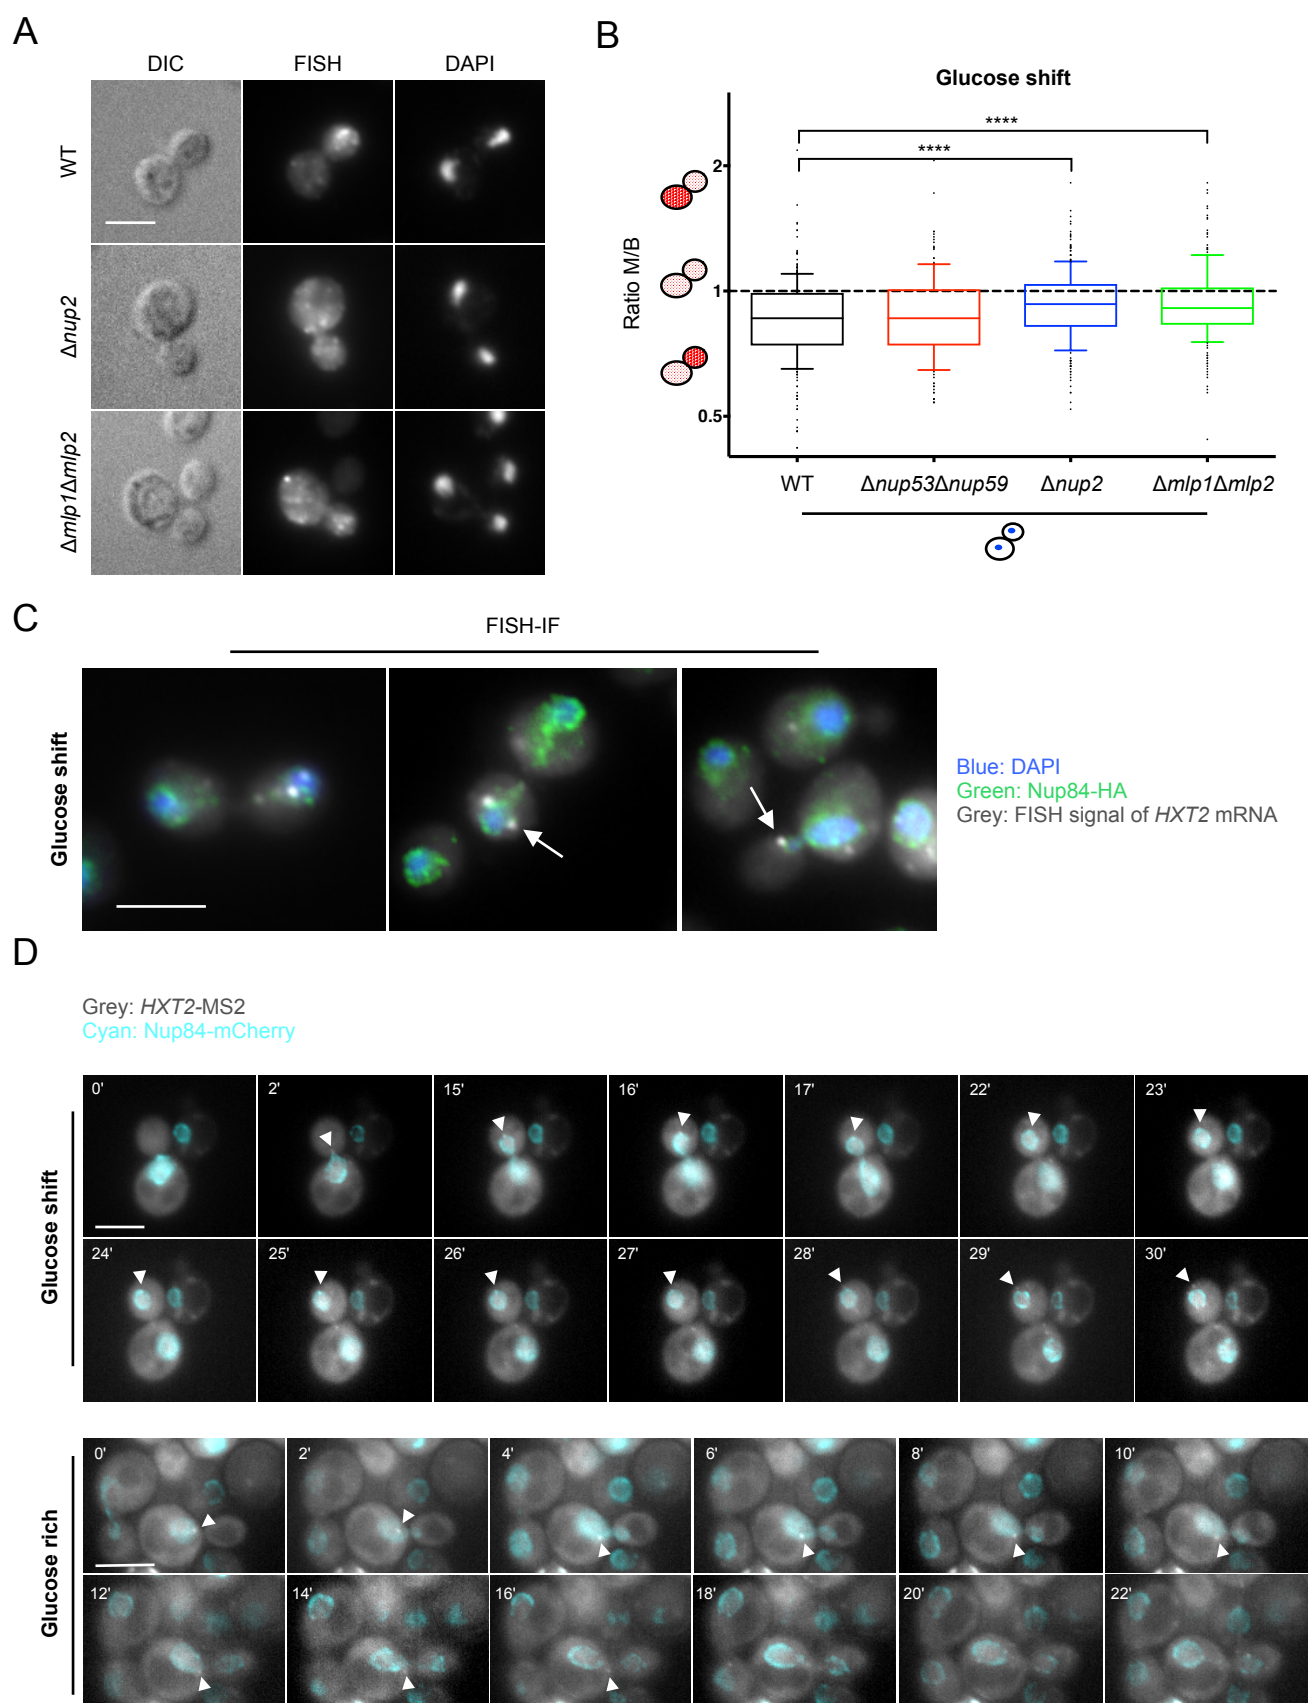 A
DIC
FISH
DAPI
WT
Δnup2
Δmlp1Δmlp2
B
Glucose shift
****
****
Ratio M/B
2
1
0.5
WT
Δnup53Δnup59
Δnup2
Δmlp1Δmlp2
C
FISH-IF
Glucose shift
Blue: DAPI
Green: Nup84-HA
Grey: FISH signal of HXT2 mRNA
D
Grey: HXT2-MS2
Cyan: Nup84-mCherry
Glucose shift
0'
2'
15'
16'
17'
22'
23'
24'
25'
26'
27'
28'
29'
30'
Glucose rich
0'
2'
4'
6'
8'
10'
12'
14'
16'
18'
20'
22'